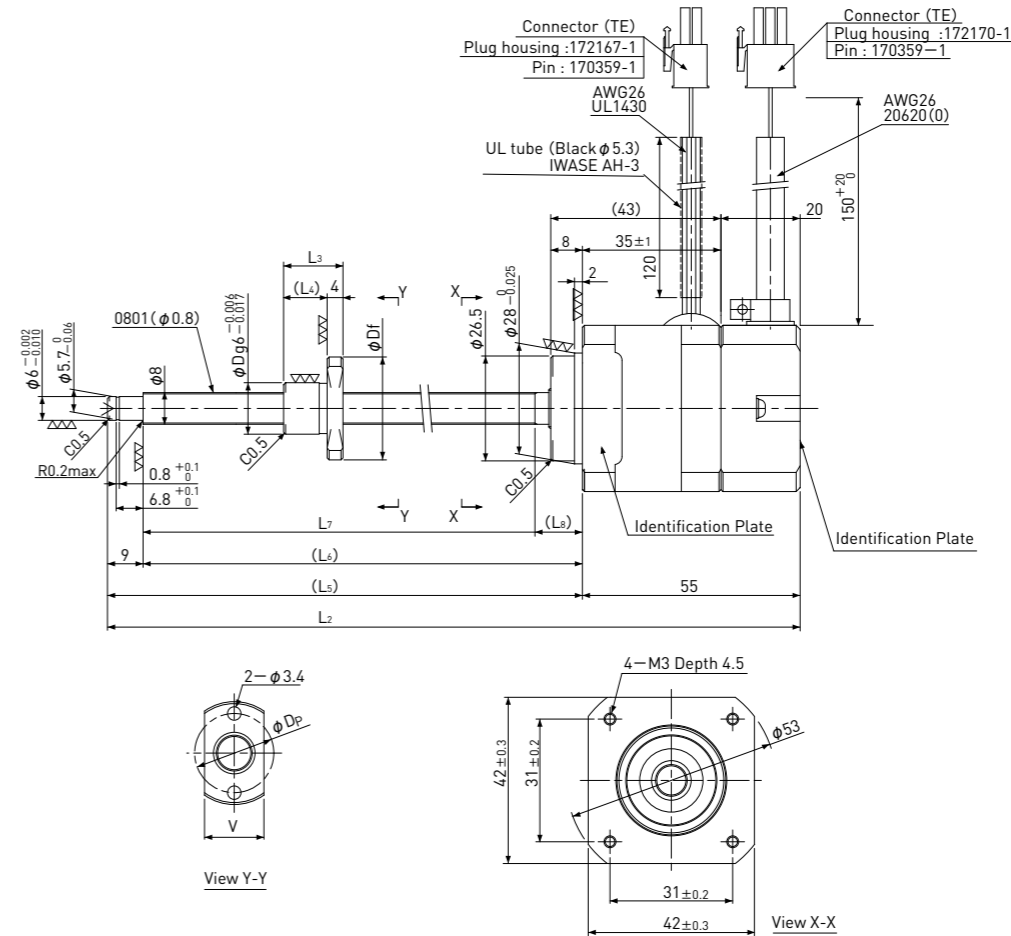 Connector (TE)
Plug housing :172167-1
Pin : 170359-1
Connector (TE)
Plug housing :172170-1
Pin : 170359-1
AWG26
UL1430
AWG26
20620(0)
UL tube (Black φ5.3)
IWASE AH-3
150 +20 0
(43)
20
8
35±1
120
2
L3
(L4)
4
Y
X
φ28 0 -0.025
φ26.5
φDf
φDg6 -0.006 -0.017
0801(φ0.8)
φ8
φ5.7 0 -0.06
φ6 -0.002 -0.010
C0.5
R0.2max
C0.5
C0.5
0.8 +0.1 0
6.8 +0.1 0
Y
X
L7
(L8)
Identification Plate
Identification Plate
9
(L6)
(L5)
55
L2
2-φ3.4
φDP
V
View Y-Y
4-M3 Depth 4.5
φ53
42±0.3
31±0.2
31±0.2
42±0.3
View X-X